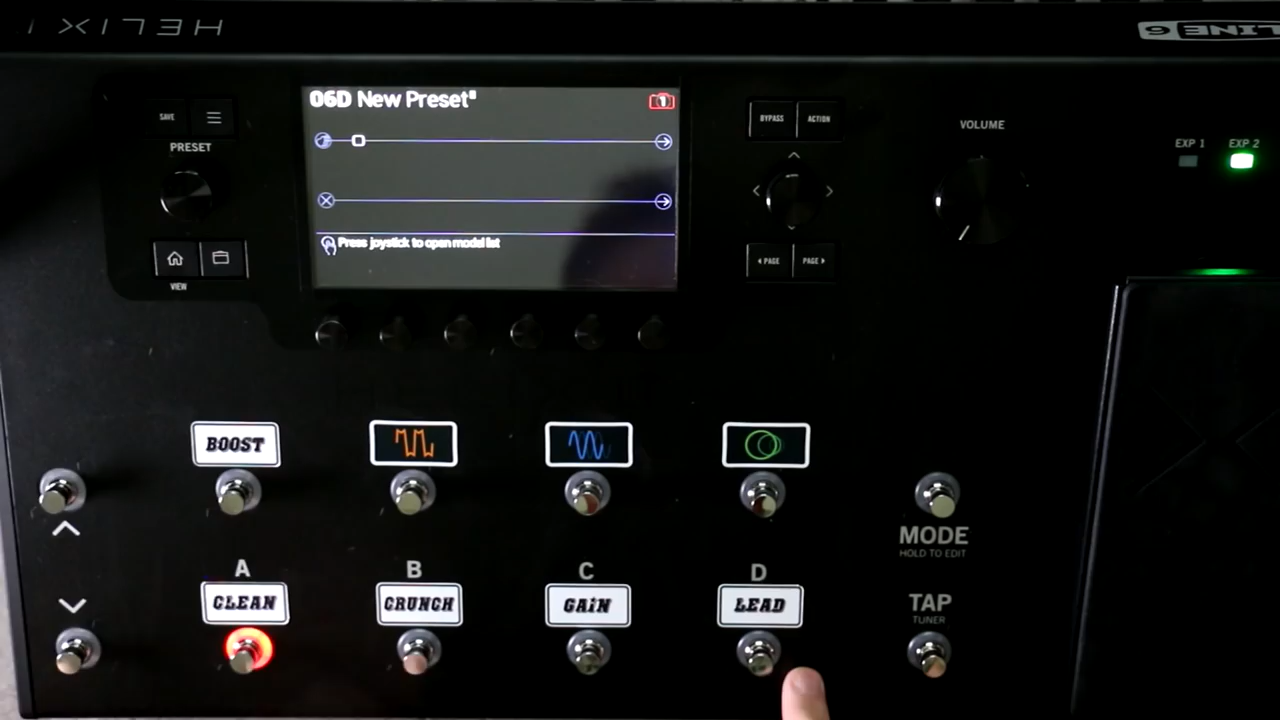 HELIX
LINE 6
06D New Preset"
1
Press joystick to open model list
SAVE
PRESET
VIEW
BYPASS
ACTION
PAGE
PAGE
VOLUME
EXP 1
EXP 2
BOOST
MODE
HOLD TO EDIT
A
B
C
D
CLEAN
CRUNCH
GAiN
LEAD
TAP
TUNER